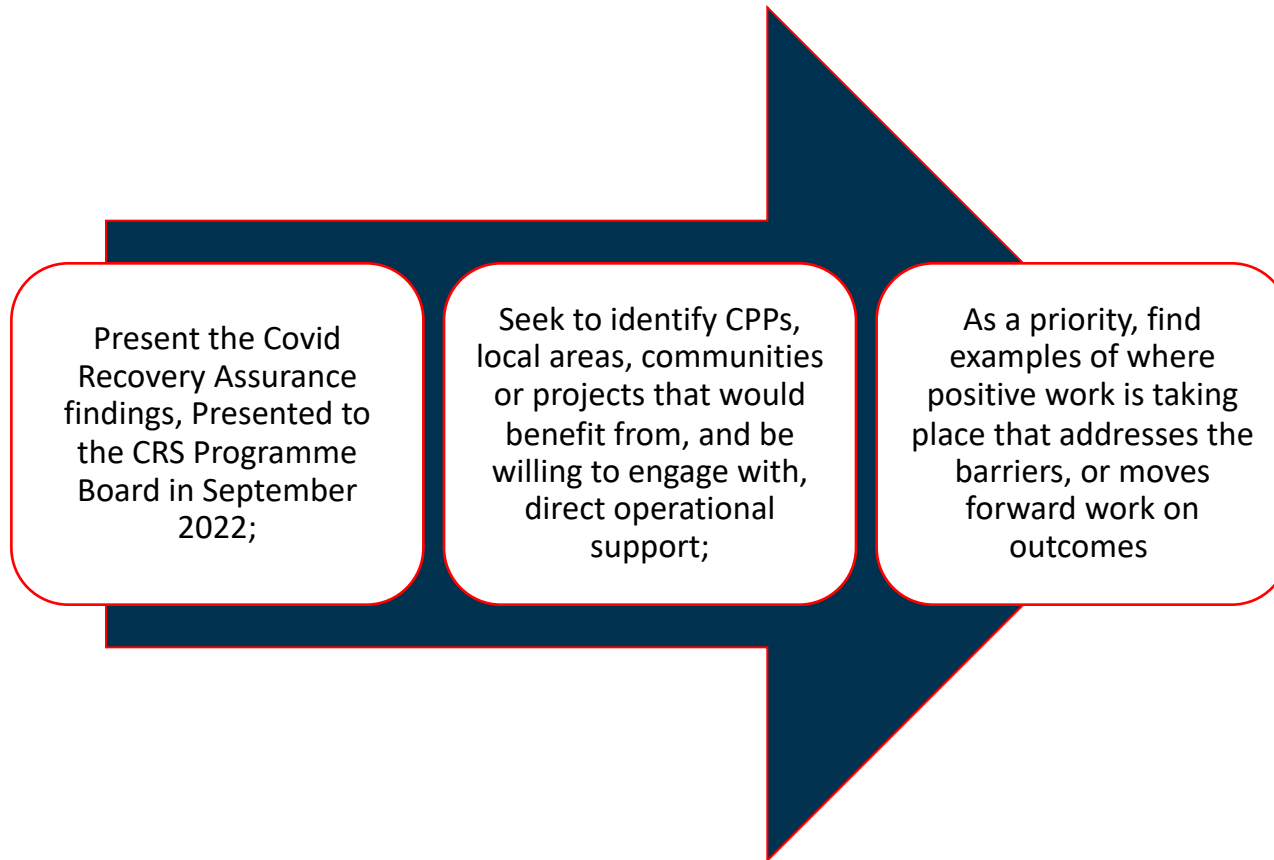 Present the Covid
Recovery Assurance
findings, Presented to
the CRS Programme
Board in September
2022;
Seek to identify CPPs,
local areas, communities
or projects that would
benefit from, and be
willing to engage with,
direct operational
support;
As a priority, find
examples of where
positive work is taking
place that addresses the
barriers, or moves
forward work on
outcomes